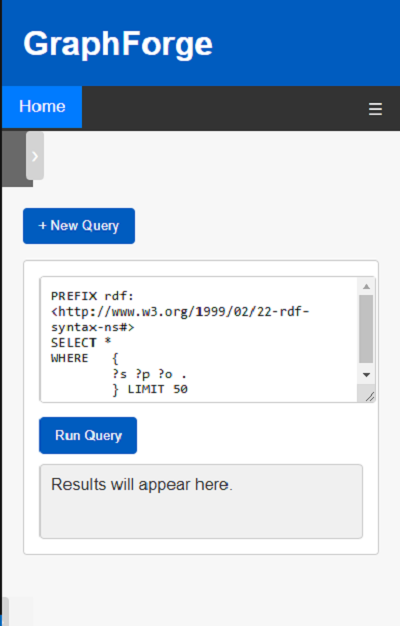 GraphForge
Home
+ New Query
PREFIX rdf:
<http://www.w3.org/1999/02/22-rdf-
syntax-ns#>
SELECT *
WHERE   {
        ?s ?p ?o .
        } LIMIT 50
Run Query
Results will appear here.